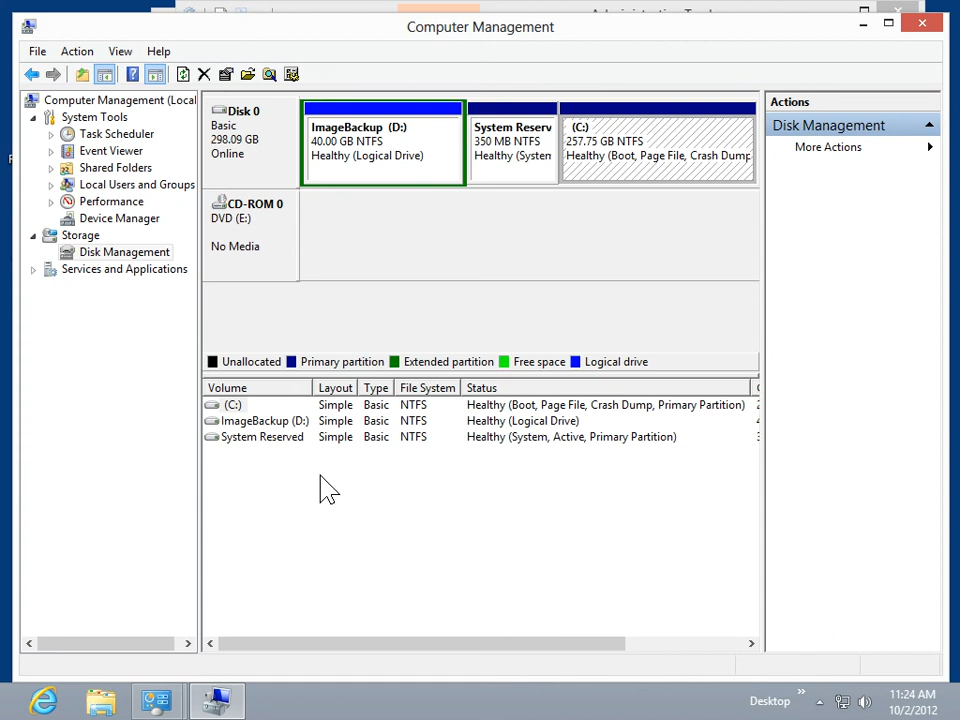 Computer Management
File Action View Help
Computer Management (Local
System Tools
Task Scheduler
Event Viewer
Shared Folders
Local Users and Groups
Performance
Device Manager
Storage
Disk Management
Services and Applications
Disk 0
Basic
298.09 GB
Online
ImageBackup (D:)
40.00 GB NTFS
Healthy (Logical Drive)
System Reserv
350 MB NTFS
Healthy (System
(C:)
257.75 GB NTFS
Healthy (Boot, Page File, Crash Dump
CD-ROM 0
DVD (E:)
No Media
Unallocated Primary partition Extended partition Free space Logical drive
Volume Layout Type File System Status
(C:) Simple Basic NTFS Healthy (Boot, Page File, Crash Dump, Primary Partition)
ImageBackup (D:) Simple Basic NTFS Healthy (Logical Drive)
System Reserved Simple Basic NTFS Healthy (System, Active, Primary Partition)
Actions
Disk Management
More Actions
Desktop
11:24 AM
10/2/2012